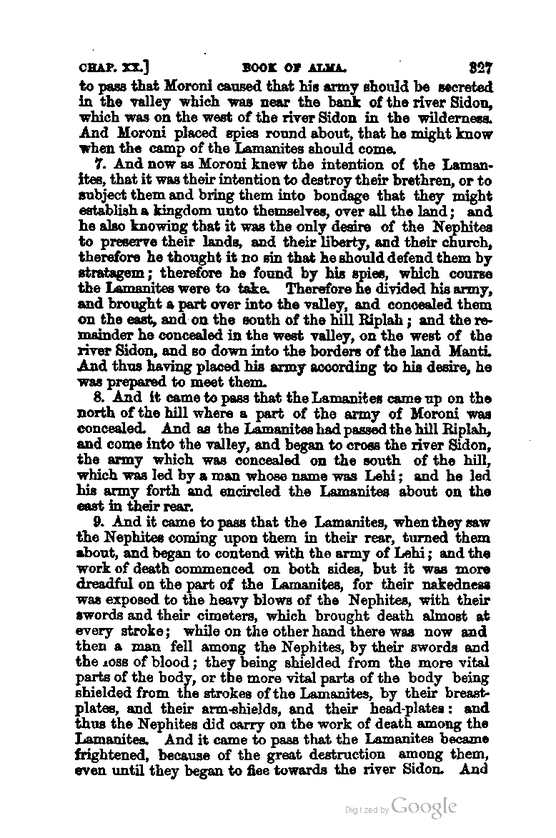 CHAP. XX.] BOOK OF ALMA. 327
to pass that Moroni caused that his army should be secreted
in the valley which was near the bank of the river Sidon,
which was on the west of the river Sidon in the wilderness.
And Moroni placed spies round about, that he might know
when the camp of the Lamanites should come.
7. And now as Moroni knew the intention of the Laman-
ites, that it was their intention to destroy their brethren, or to
subject them and bring them into bondage that they might
establish a kingdom unto themselves, over all the land; and
he also knowing that it was the only desire of the Nephites
to preserve their lands, and their liberty, and their church,
therefore he thought it no sin that he should defend them by
stratagem; therefore he found by his spies, which course
the Lamanites were to take. Therefore he divided his army,
and brought a part over into the valley, and concealed them
on the east, and on the south of the hill Riplah; and the re-
mainder he concealed in the west valley, on the west of the
river Sidon, and so down into the borders of the land Manti.
And thus having placed his army according to his desire, he
was prepared to meet them.
8. And it came to pass that the Lamanites came up on the
north of the hill where a part of the army of Moroni was
concealed. And as the Lamanites had passed the hill Riplah,
and come into the valley, and began to cross the river Sidon,
the army which was concealed on the south of the hill,
which was led by a man whose name was Lehi; and he led
his army forth and encircled the Lamanites about on the
east in their rear.
9. And it came to pass that the Lamanites, when they saw
the Nephites coming upon them in their rear, turned them
about, and began to contend with the army of Lehi; and the
work of death commenced on both sides, but it was more
dreadful on the part of the Lamanites, for their nakedness
was exposed to the heavy blows of the Nephites, with their
swords and their cimeters, which brought death almost at
every stroke; while on the other hand there was now and
then a man fell among the Nephites, by their swords and
the loss of blood; they being shielded from the more vital
parts of the body, or the more vital parts of the body being
shielded from the strokes of the Lamanites, by their breast-
plates, and their arm-shields, and their head-plates: and
thus the Nephites did carry on the work of death among the
Lamanites. And it came to pass that the Lamanites became
frightened, because of the great destruction among them,
even until they began to flee towards the river Sidon. And
Digitized by Google